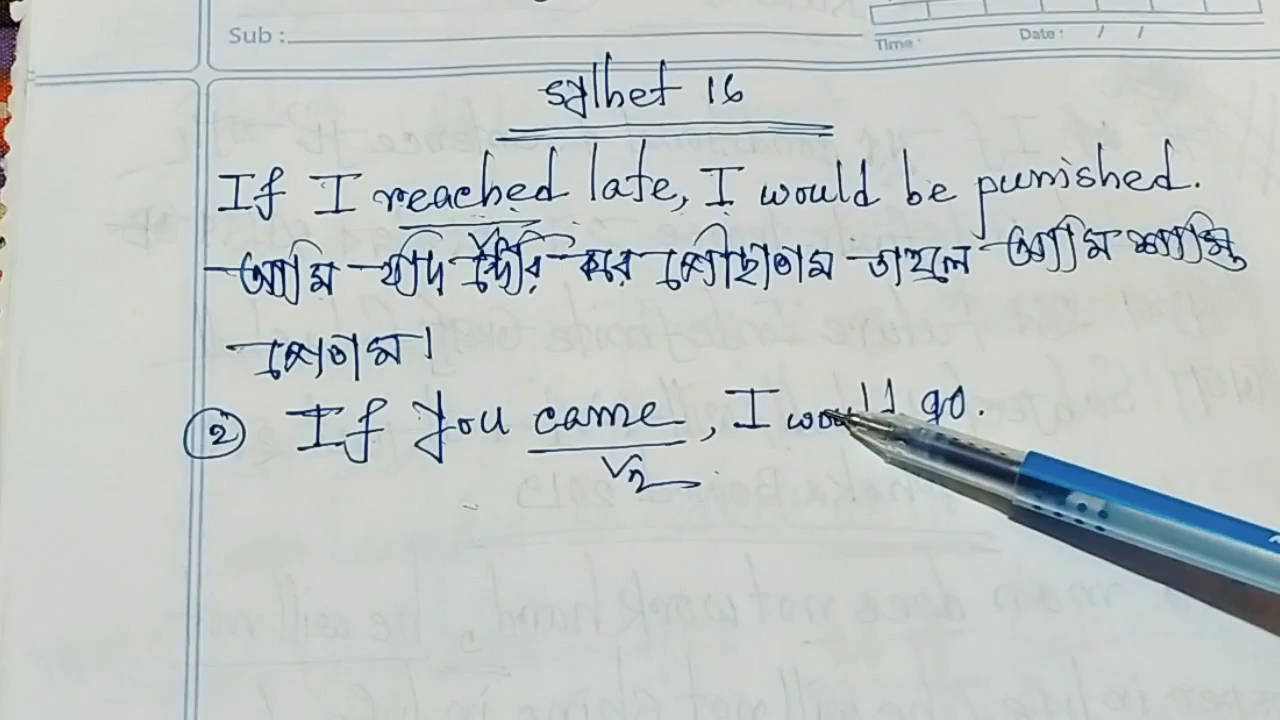 Sub :
Time :
Date : / /
Sylbet 16
If I reached late, I would be punished.
আমি যদি দেরি করে পৌছাতাম তাহলে আমি শাস্তি
পেতাম।
2 If you came, I would go.
V2